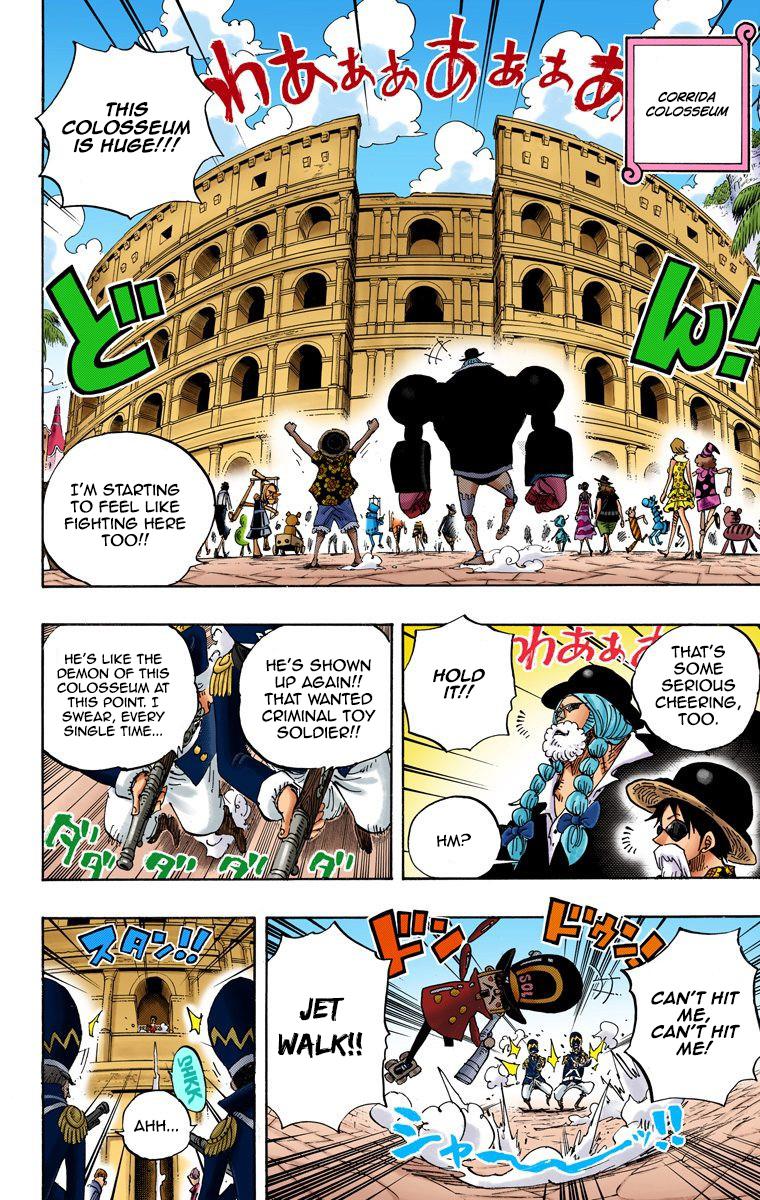 わあぁぁあぁぁあ
CORRIDA
COLOSSEUM
THIS
COLOSSEUM
IS HUGE!!!
どん!
I'M STARTING
TO FEEL LIKE
FIGHTING HERE
TOO!!
わあぁあ
THAT'S
SOME
SERIOUS
CHEERING,
TOO.
HOLD
IT!!
HM?
HE'S SHOWN
UP AGAIN!!
THAT WANTED
CRIMINAL TOY
SOLDIER!!
HE'S LIKE THE
DEMON OF THIS
COLOSSEUM AT
THIS POINT. I
SWEAR, EVERY
SINGLE TIME...
ダダダダダ
ドンドゥン!!
CAN'T HIT
ME,
CAN'T HIT
ME!
SOL
JET
WALK!!
シャーーッ!!
スタン!!
SHKK
AHH...